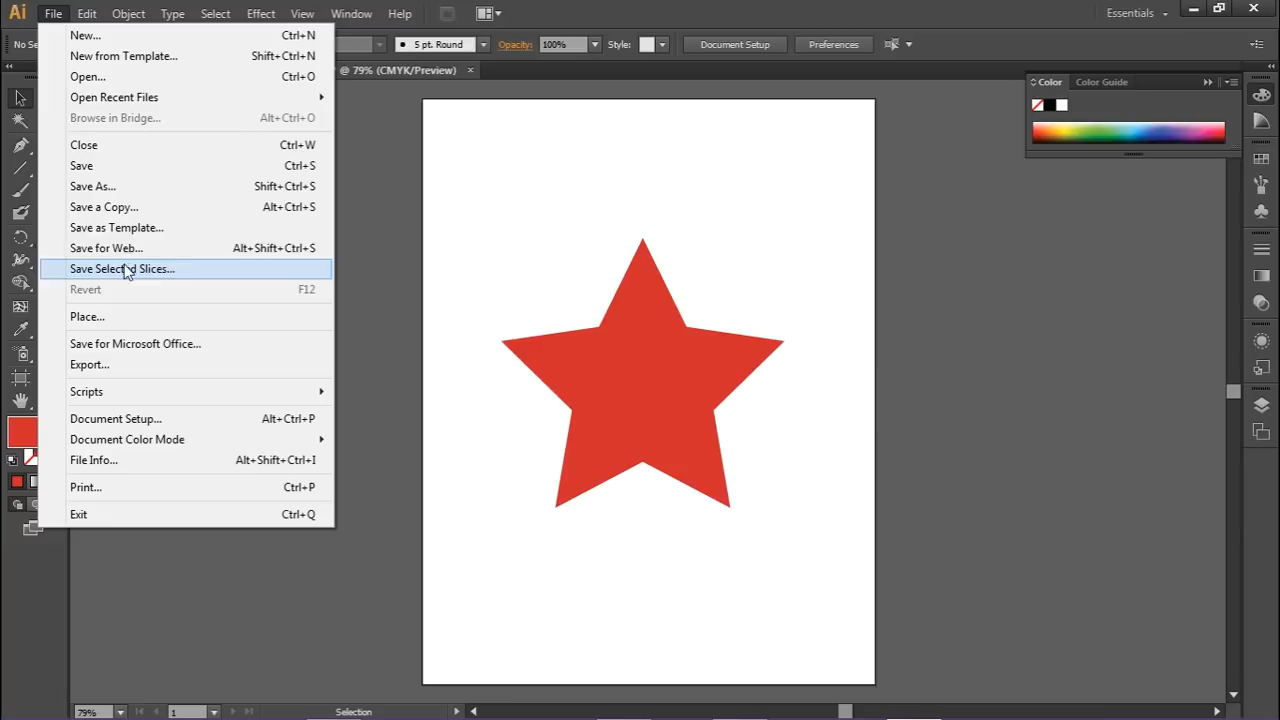 Ai File Edit Object Type Select Effect View Window Help Essentials
No Se 5 pt. Round Opacity: 100% Style: Document Setup Preferences
@ 79% (CMYK/Preview) ×
New... Ctrl+N
New from Template... Shift+Ctrl+N
Open... Ctrl+O
Open Recent Files
Browse in Bridge... Alt+Ctrl+O
Close Ctrl+W
Save Ctrl+S
Save As... Shift+Ctrl+S
Save a Copy... Alt+Ctrl+S
Save as Template...
Save for Web... Alt+Shift+Ctrl+S
Save Selected Slices...
Revert F12
Place...
Save for Microsoft Office...
Export...
Scripts
Document Setup... Alt+Ctrl+P
Document Color Mode
File Info... Alt+Shift+Ctrl+I
Print... Ctrl+P
Exit Ctrl+Q
Color Color Guide
79% 1 Selection